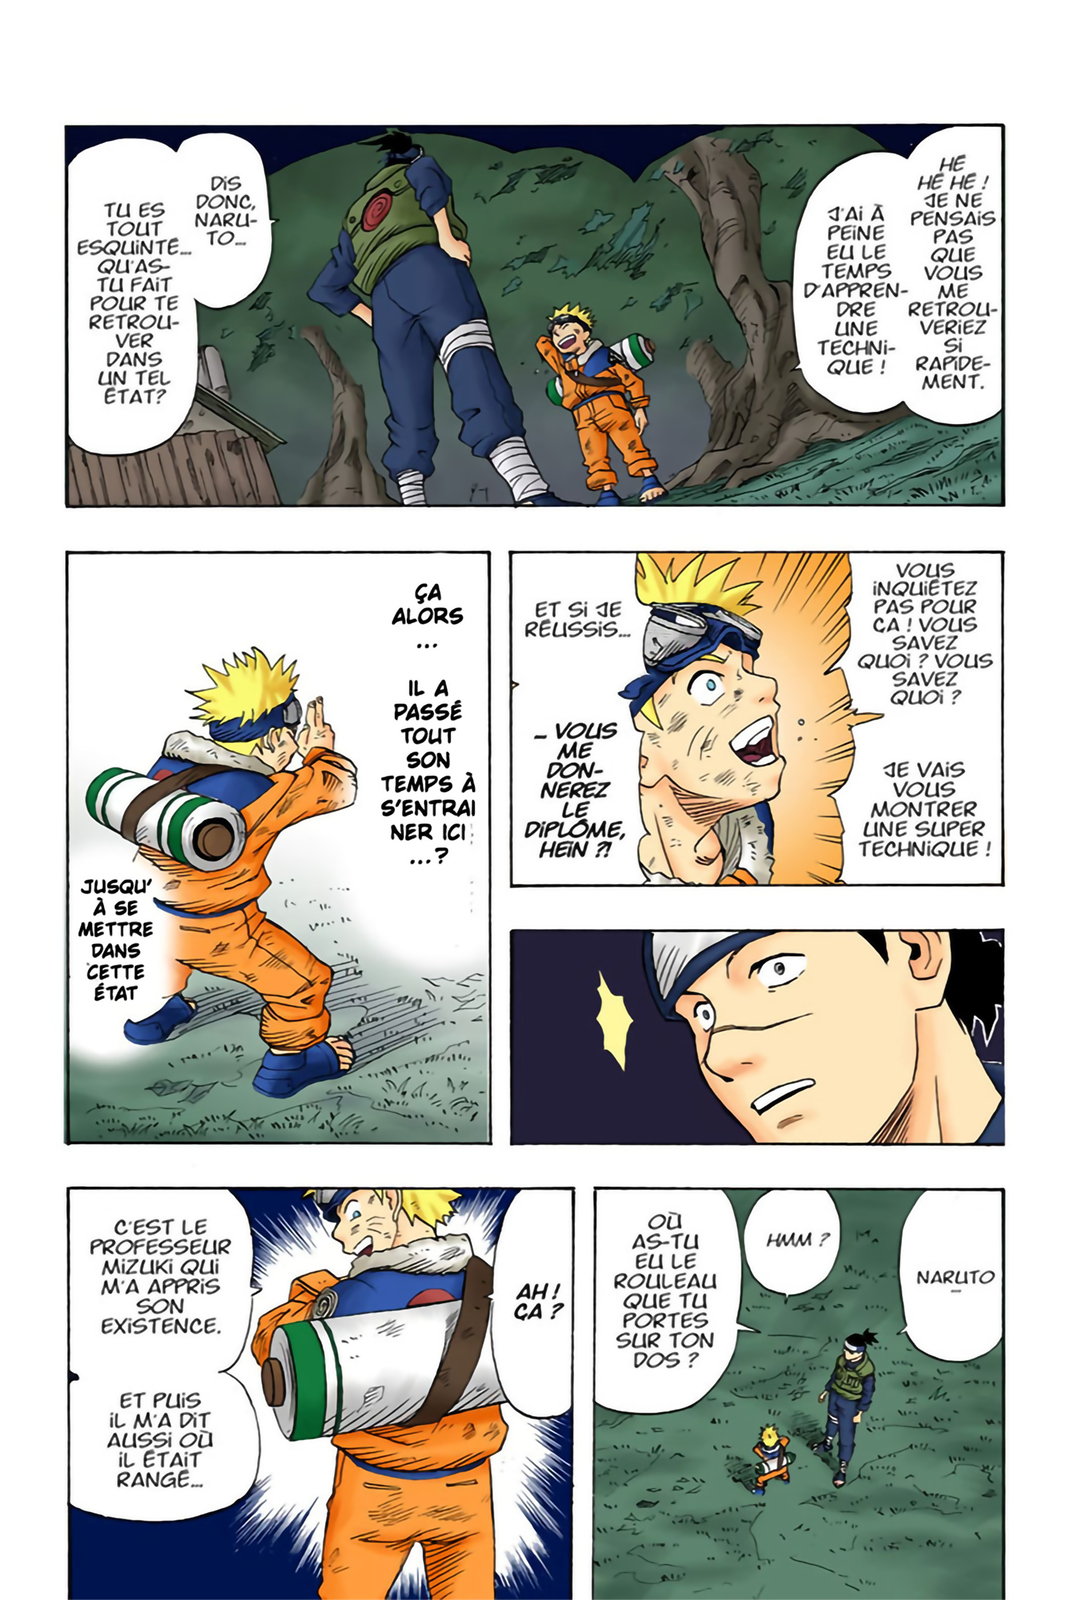 HÉ
HÉ HÉ !
JE NE
PENSAIS
PAS
QUE
VOUS
ME
RETROU-
VERIEZ
SI
RAPIDE-
MENT.
J'AI À
PEINE
EU LE
TEMPS
D'APPREN-
DRE
UNE
TECHNI-
QUE !
DIS
DONC,
NARU-
TO...
TU ES
TOUT
ESQUINTÉ...
QU'AS-
TU FAIT
POUR TE
RETROU-
VER
DANS
UN TEL
ÉTAT?
VOUS
INQUIÉTEZ
PAS POUR
ÇA ! VOUS
SAVEZ
QUOI ? VOUS
SAVEZ
QUOI ?
JE VAIS
VOUS
MONTRER
UNE SUPER
TECHNIQUE !
ET SI JE
RÉUSSIS...
... VOUS
ME
DON-
NEREZ
LE
DIPLÔME,
HEIN ?!
ÇA
ALORS
...
IL A
PASSÉ
TOUT
SON
TEMPS À
S'ENTRAI
NER ICI
...?
JUSQU'
À SE
METTRE
DANS
CETTE
ÉTAT
NARUTO
...
HMM ?
OÙ
AS-TU
EU LE
ROULEAU
QUE TU
PORTES
SUR TON
DOS ?
AH !
ÇA ?
C'EST LE
PROFESSEUR
MIZUKI QUI
M'A APPRIS
SON
EXISTENCE.
ET PUIS
IL M'A DIT
AUSSI OÙ
IL ÉTAIT
RANGÉ...